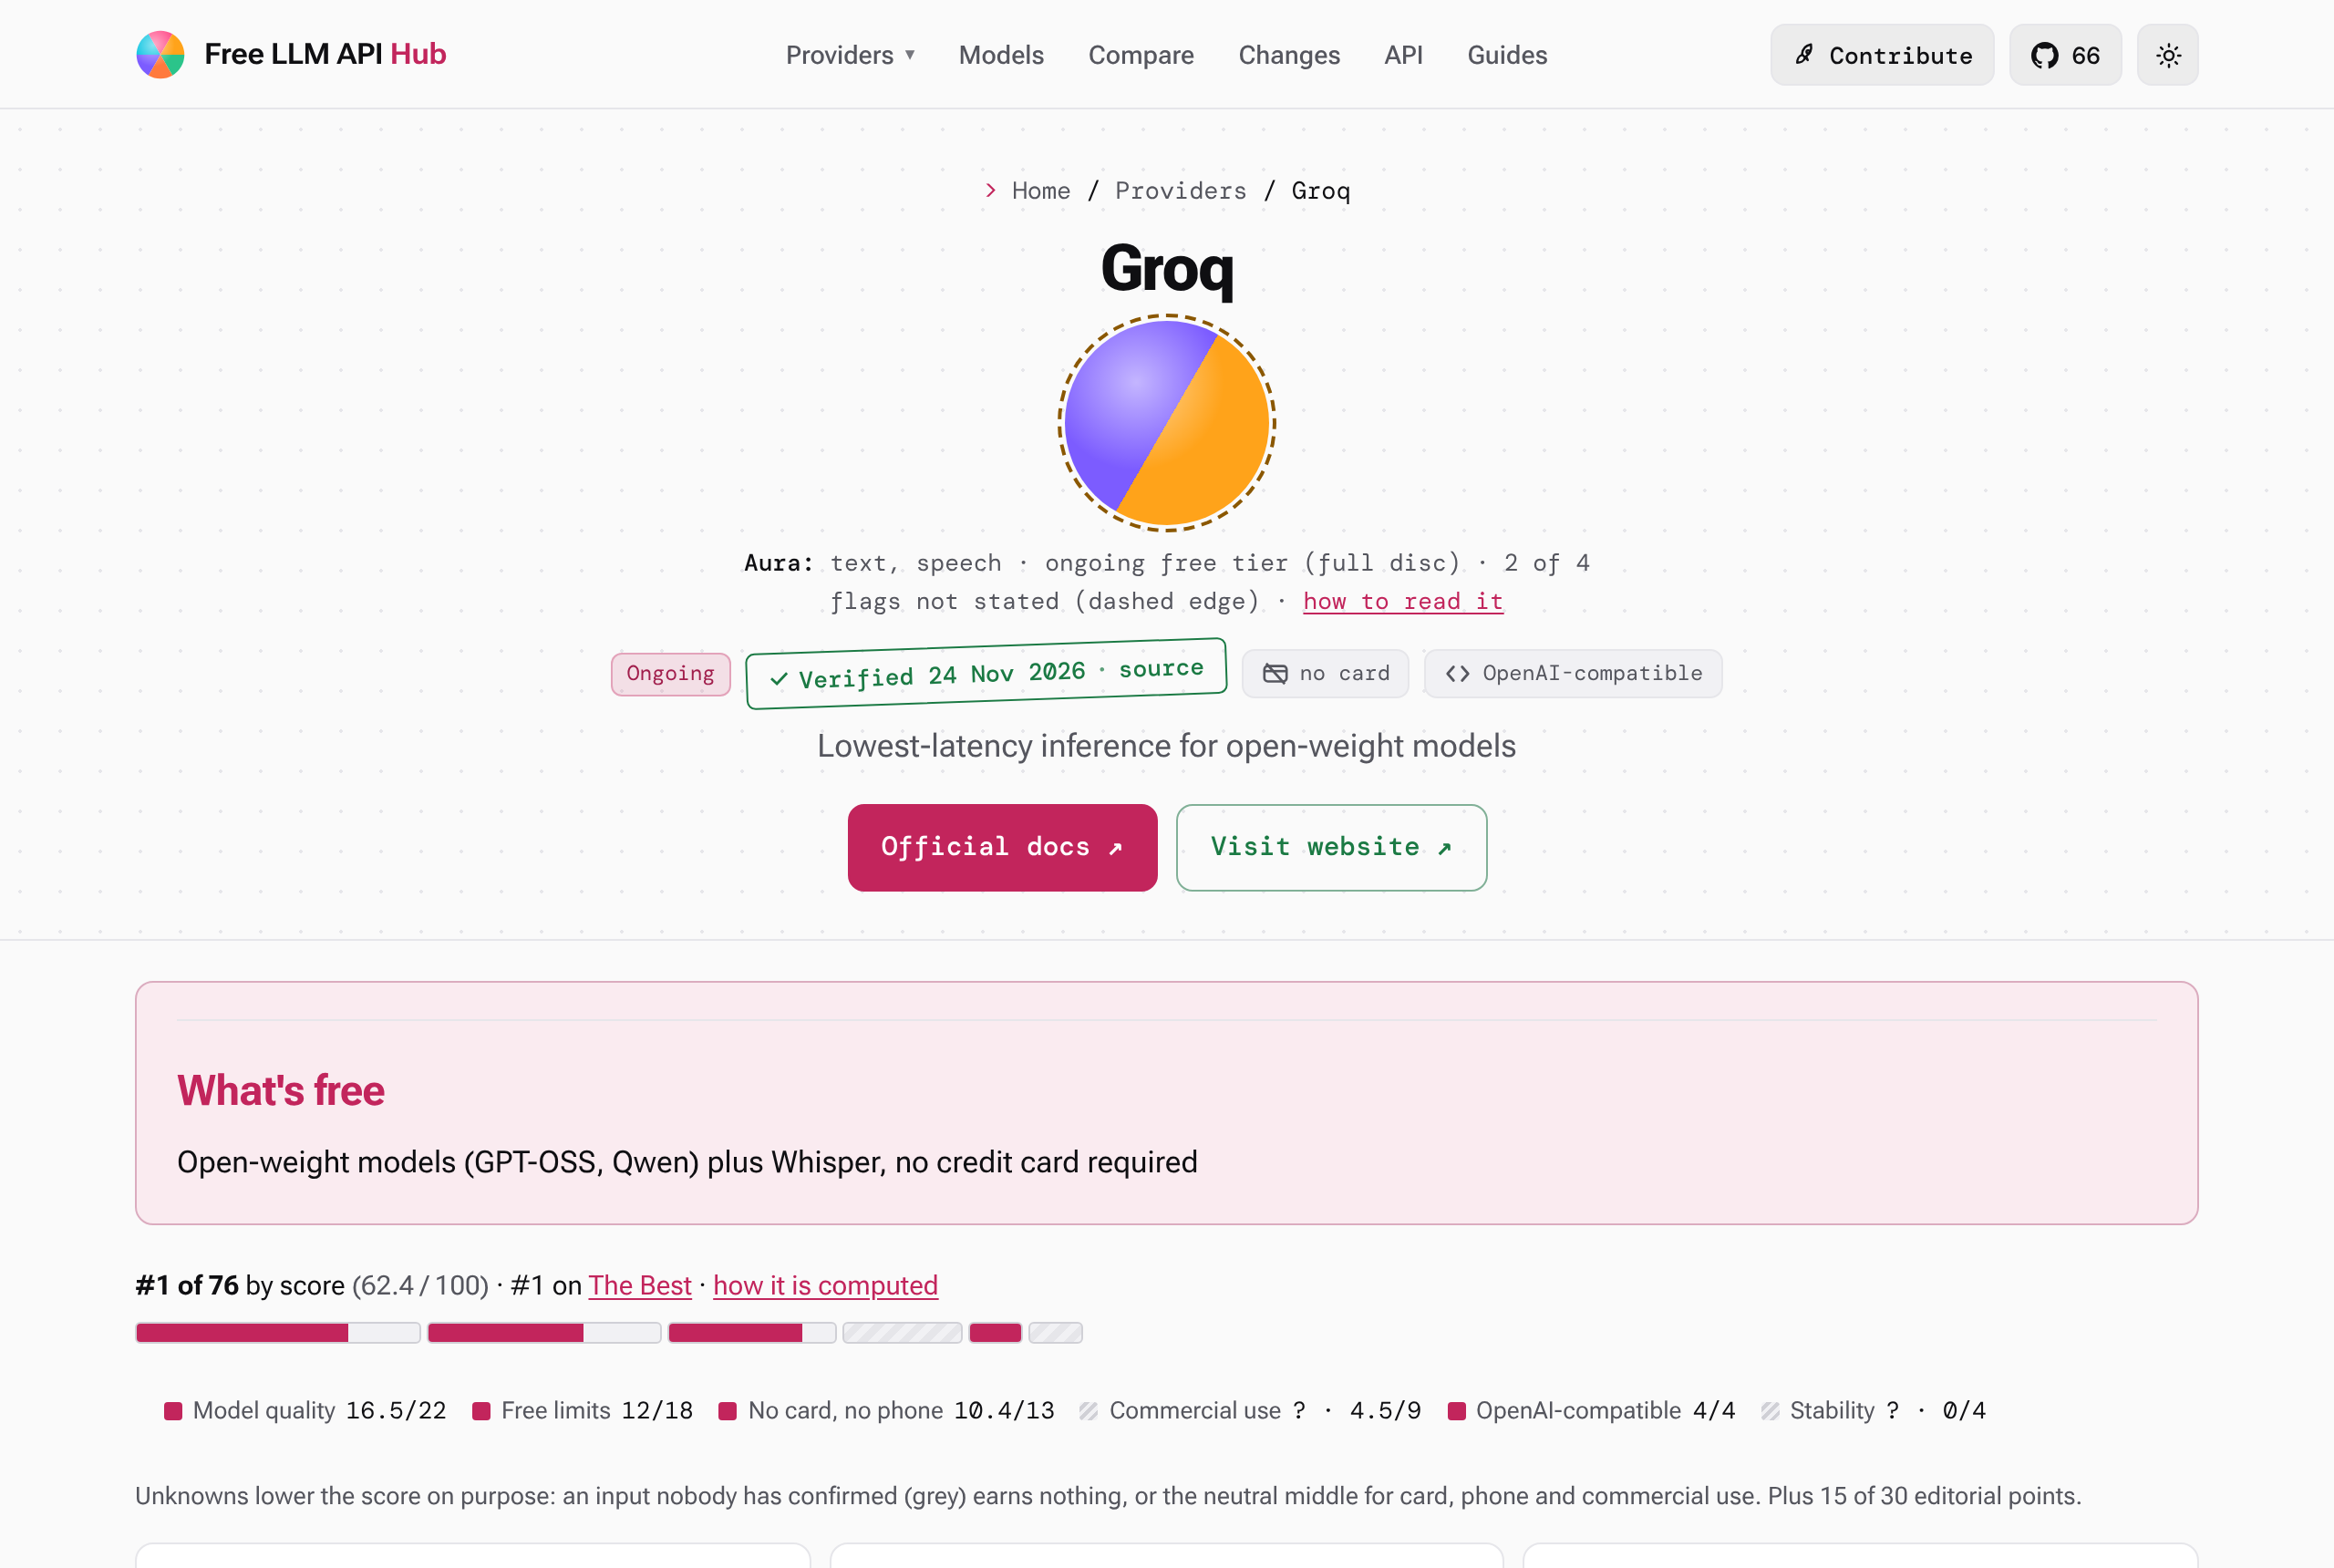 Free LLM API Hub
Providers ▼ Models Compare Changes API Guides
Contribute 66
> Home / Providers / Groq
Groq
Aura: text, speech · ongoing free tier (full disc) · 2 of 4
flags not stated (dashed edge) · how to read it
Ongoing ✓ Verified 24 Nov 2026 · source no card <> OpenAI-compatible
Lowest-latency inference for open-weight models
Official docs ↗ Visit website ↗
What's free
Open-weight models (GPT-OSS, Qwen) plus Whisper, no credit card required
#1 of 76 by score (62.4 / 100) · #1 on The Best · how it is computed
Model quality 16.5/22 Free limits 12/18 No card, no phone 10.4/13 Commercial use ? · 4.5/9 OpenAI-compatible 4/4 Stability ? · 0/4
Unknowns lower the score on purpose: an input nobody has confirmed (grey) earns nothing, or the neutral middle for card, phone and commercial use. Plus 15 of 30 editorial points.